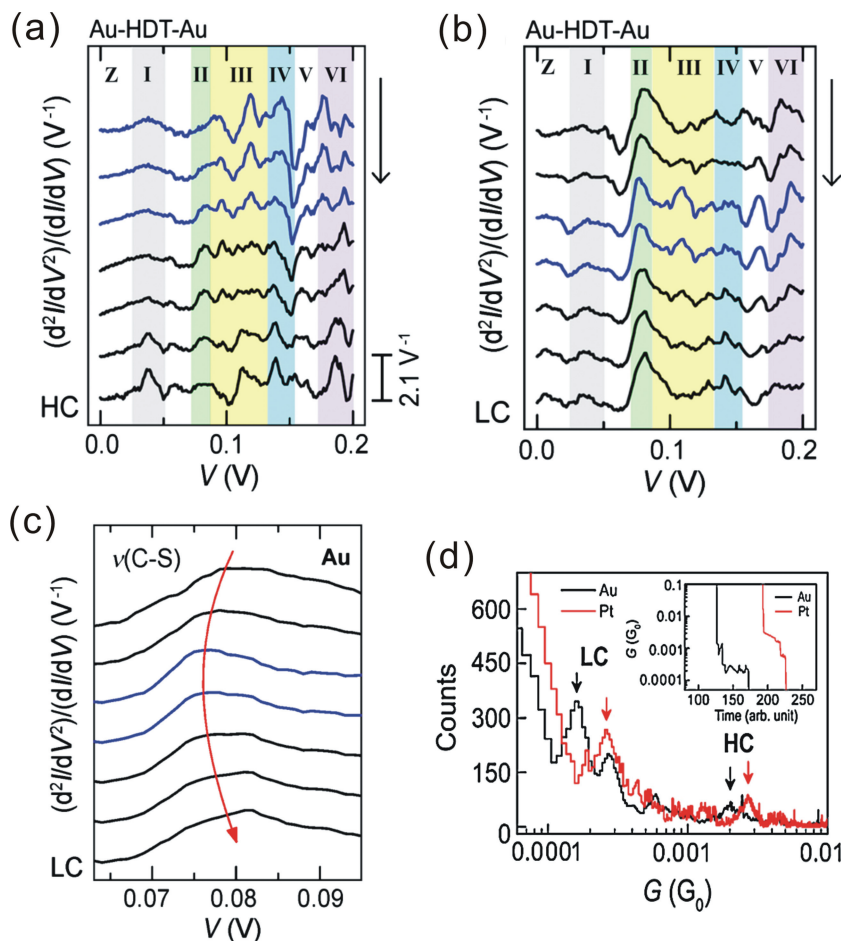 (a)
Au-HDT-Au
Z I II III IV V VI
(d²I/dV²)/(dI/dV) (V⁻¹)
2.1 V⁻¹
HC
0.0 0.1 0.2
V (V)
(b)
Au-HDT-Au
Z I II III IV V VI
(d²I/dV²)/(dI/dV) (V⁻¹)
LC
0.0 0.1 0.2
V (V)
(c)
ν(C-S) Au
(d²I/dV²)/(dI/dV) (V⁻¹)
LC
0.07 0.08 0.09
V (V)
(d)
600
450
300
150
0
Counts
Au
Pt
LC
HC
0.0001 0.001 0.01
G (G₀)
0.1
0.01
0.001
0.0001
G (G₀)
Au
Pt
100 150 200 250
Time (arb. unit)